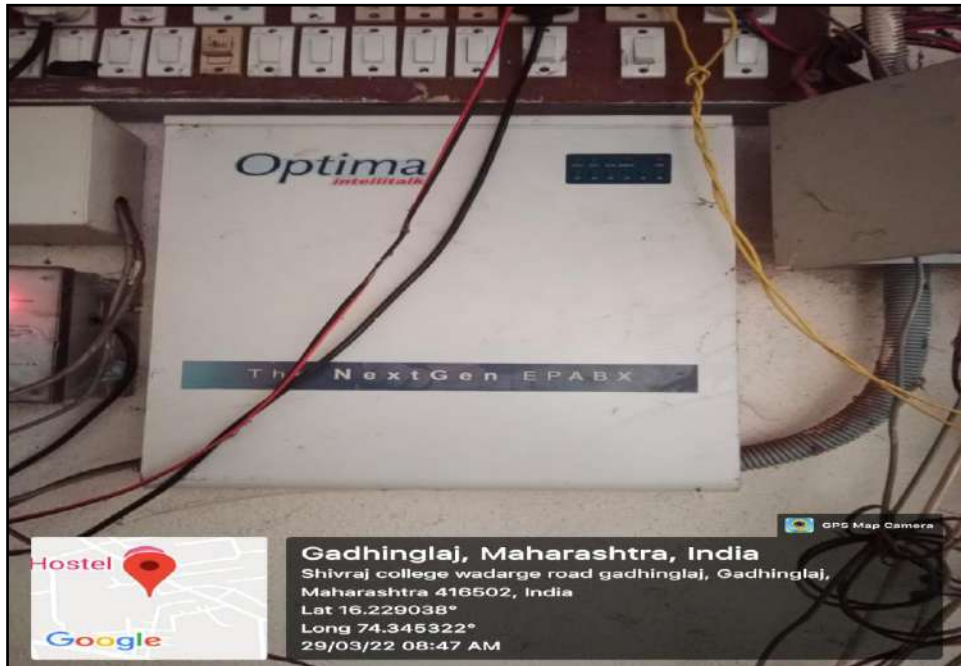 Optima
intellitalk
The NextGen EPABX
GPS Map Camera
Hostel
Google
Gadhinglaj, Maharashtra, India
Shivraj college wadarge road gadhinglaj, Gadhinglaj,
Maharashtra 416502, India
Lat 16.229038°
Long 74.345322°
29/03/22 08:47 AM